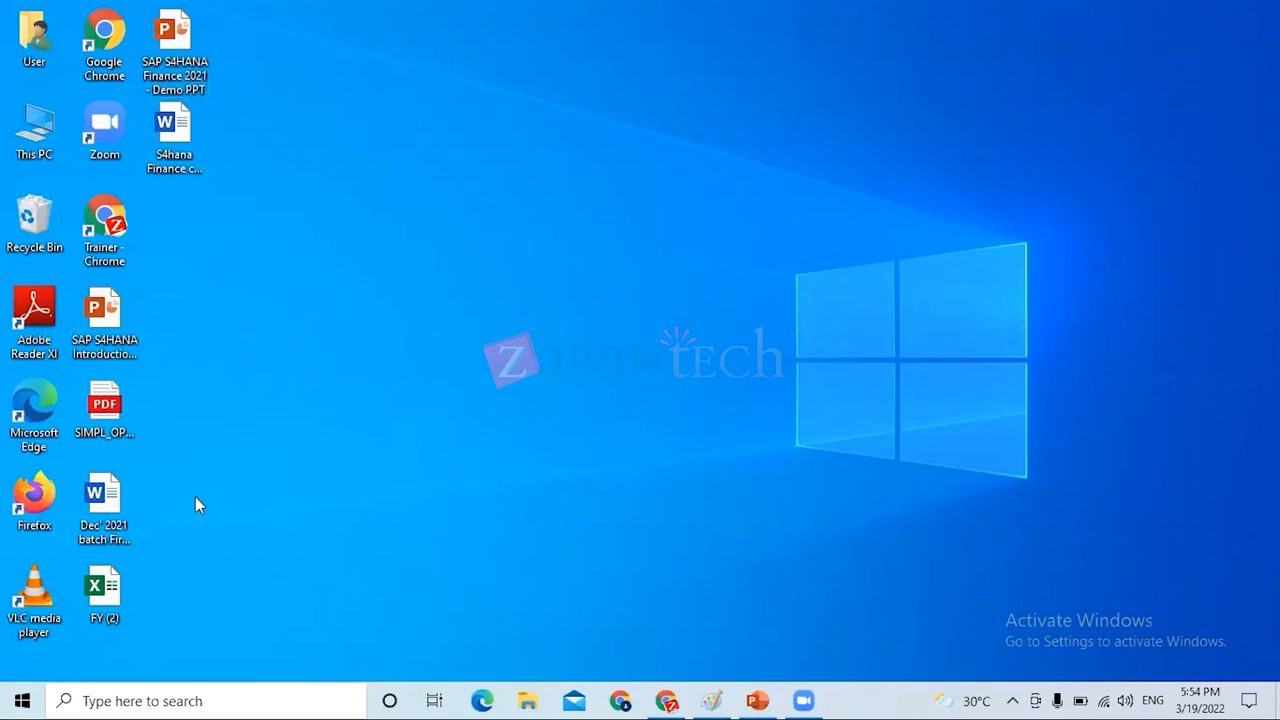 User
Google
Chrome
SAP S4HANA
Finance 2021
- Demo PPT
This PC
Zoom
S4hana
Finance c...
Recycle Bin
Trainer -
Chrome
Adobe
Reader XI
SAP S4HANA
Introductio...
Microsoft
Edge
PDF
SIMPL_OP...
Firefox
Dec' 2021
batch Fir...
VLC media
player
FY (2)
zarantech
Activate Windows
Go to Settings to activate Windows.
Type here to search
30°C
ENG
5:54 PM
3/19/2022